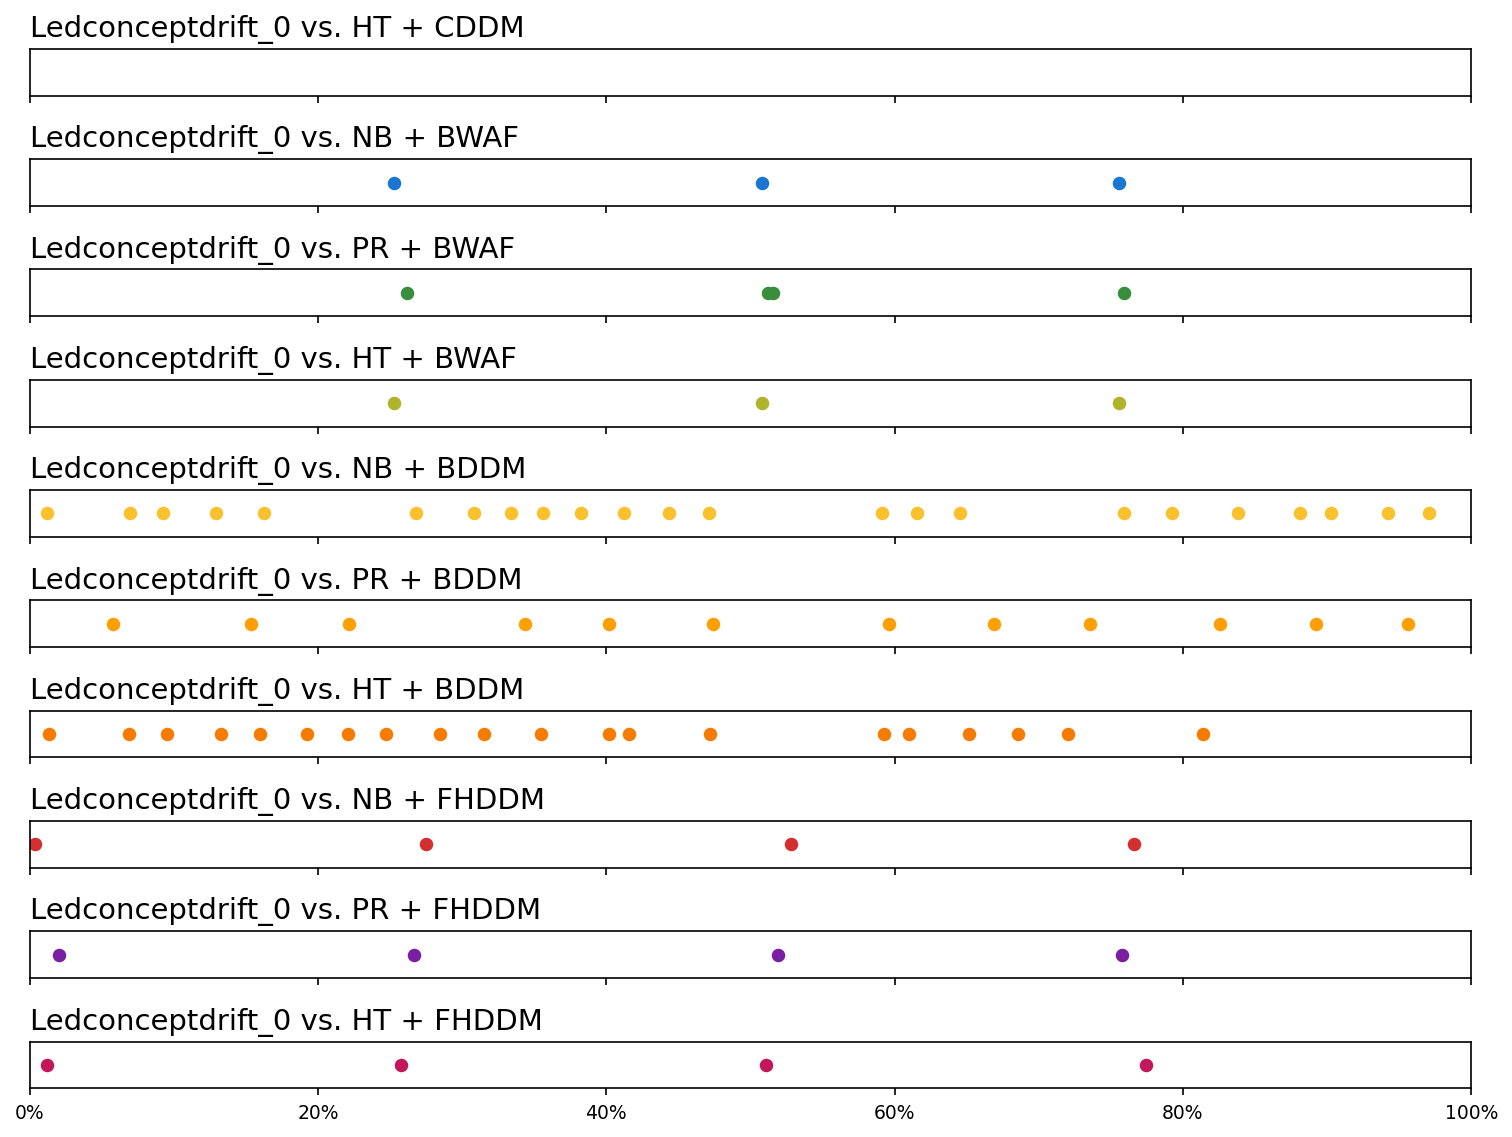 Ledconceptdrift_0 vs. HT + CDDM
Ledconceptdrift_0 vs. NB + BWAF
Ledconceptdrift_0 vs. PR + BWAF
Ledconceptdrift_0 vs. HT + BWAF
Ledconceptdrift_0 vs. NB + BDDM
Ledconceptdrift_0 vs. PR + BDDM
Ledconceptdrift_0 vs. HT + BDDM
Ledconceptdrift_0 vs. NB + FHDDM
Ledconceptdrift_0 vs. PR + FHDDM
Ledconceptdrift_0 vs. HT + FHDDM
0% 20% 40% 60% 80% 100%